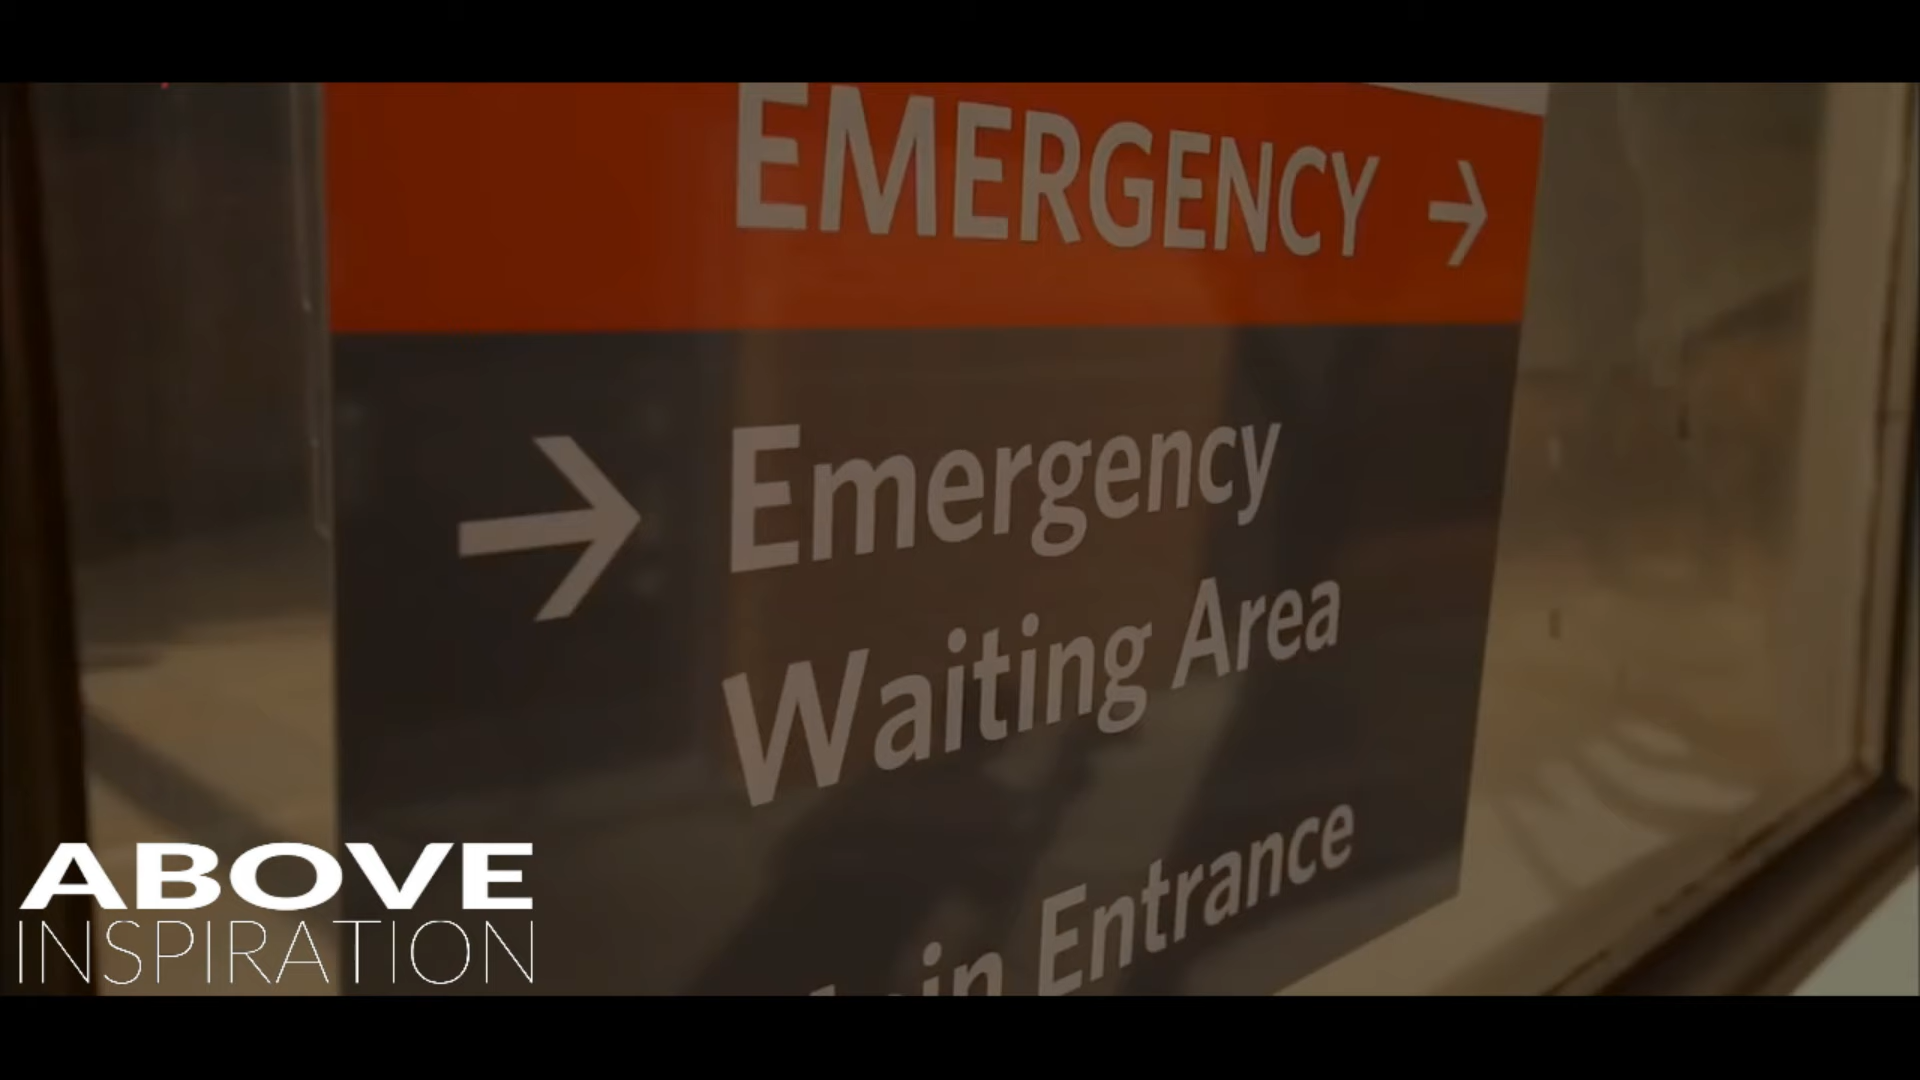 EMERGENCY →
→ Emergency
Waiting Area
Entrance
ABOVE
INSPIRATION